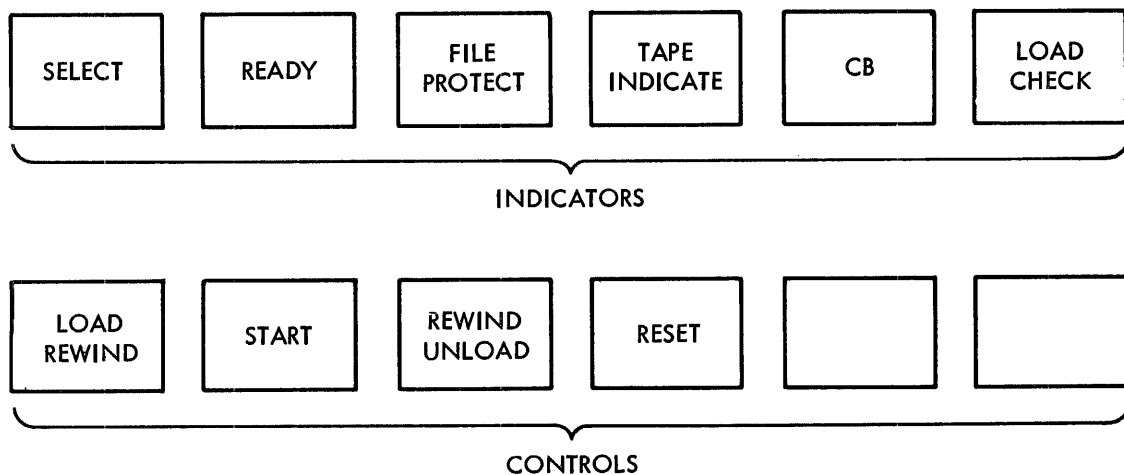 SELECT
READY
FILE
PROTECT
TAPE
INDICATE
CB
LOAD
CHECK
INDICATORS
LOAD
REWIND
START
REWIND
UNLOAD
RESET
CONTROLS